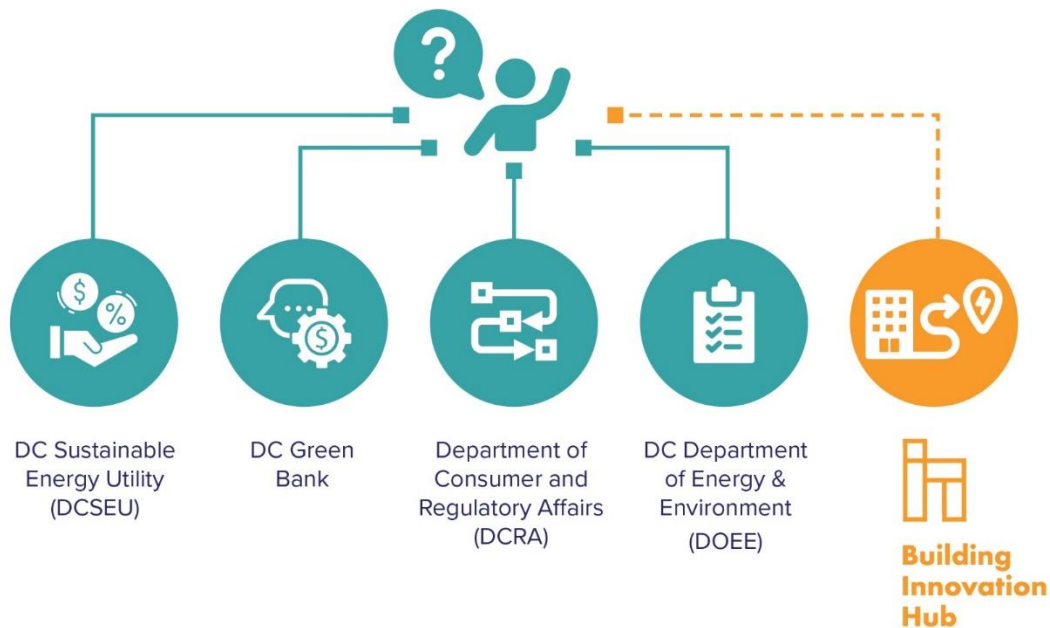 ?
$
%
$
DC Sustainable
Energy Utility
(DCSEU)
DC Green
Bank
Department of
Consumer and
Regulatory Affairs
(DCRA)
DC Department
of Energy &
Environment
(DOEE)
Building
Innovation
Hub